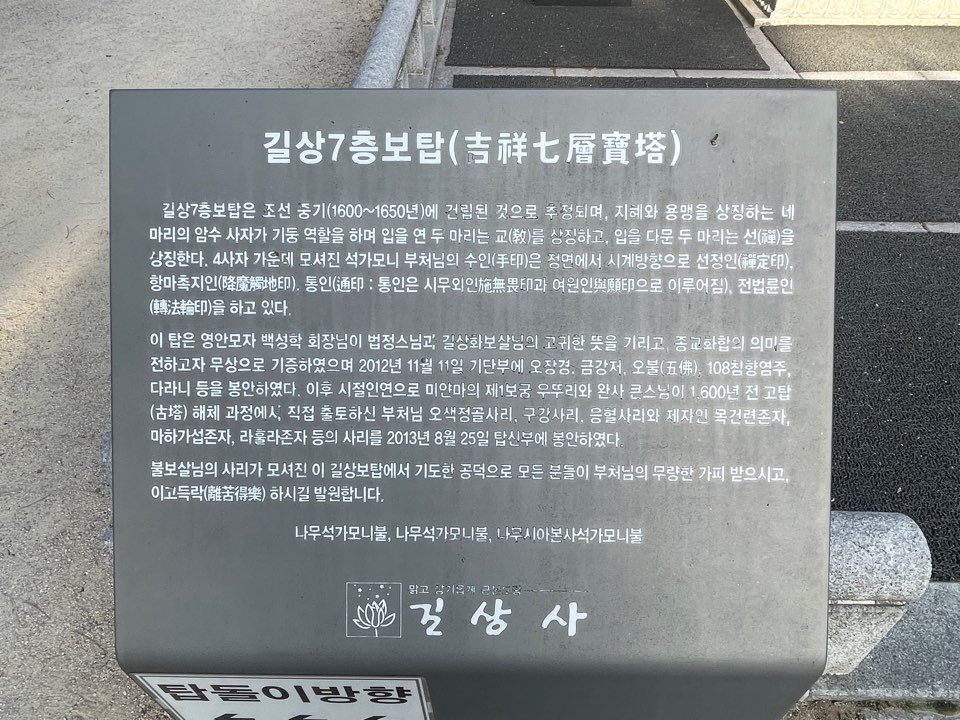 길상7층보탑(吉祥七層寶塔)
길상7층보탑은 조선 중기(1600~1650년)에 건립된 것으로 추정되며, 지혜와 용맹을 상징하는 네
마리의 암수 사자가 기둥 역할을 하며 입을 연 두 마리는 교(敎)를 상징하고, 입을 다문 두 마리는 선(禪)을
상징한다. 4사자 가운데 모셔진 석가모니 부처님의 수인(手印)은 정면에서 시계방향으로 선정인(禪定印),
항마촉지인(降魔觸地印), 통인(通印 : 통인은 시무외인施無畏印과 여원인與願印으로 이루어짐), 전법륜인
(轉法輪印)을 하고 있다.
이 탑은 영안모자 백성학 회장님이 법정스님과 길상화보살님의 고귀한 뜻을 기리고, 종교화합의 의미를
전하고자 무상으로 기증하였으며 2012년 11월 11일 기단부에 오장경, 금강저, 오불(五佛), 108침향염주,
다라니 등을 봉안하였다. 이후 시절인연으로 미얀마의 제1보궁 우뚜리와 완사 큰스님이 1,600년 전 고탑
(古塔) 해체 과정에서 직접 출토하신 부처님 오색정골사리, 구강사리, 응혈사리와 제자인 목건련존자,
마하가섭존자, 라훌라존자 등의 사리를 2013년 8월 25일 탑신부에 봉안하였다.
불보살님의 사리가 모셔진 이 길상보탑에서 기도한 공덕으로 모든 분들이 부처님의 무량한 가피 받으시고,
이고득락(離苦得樂) 하시길 발원합니다.
나무석가모니불, 나무석가모니불, 나무시아본사석가모니불
맑고 향기롭게
길상사
탑돌이방향